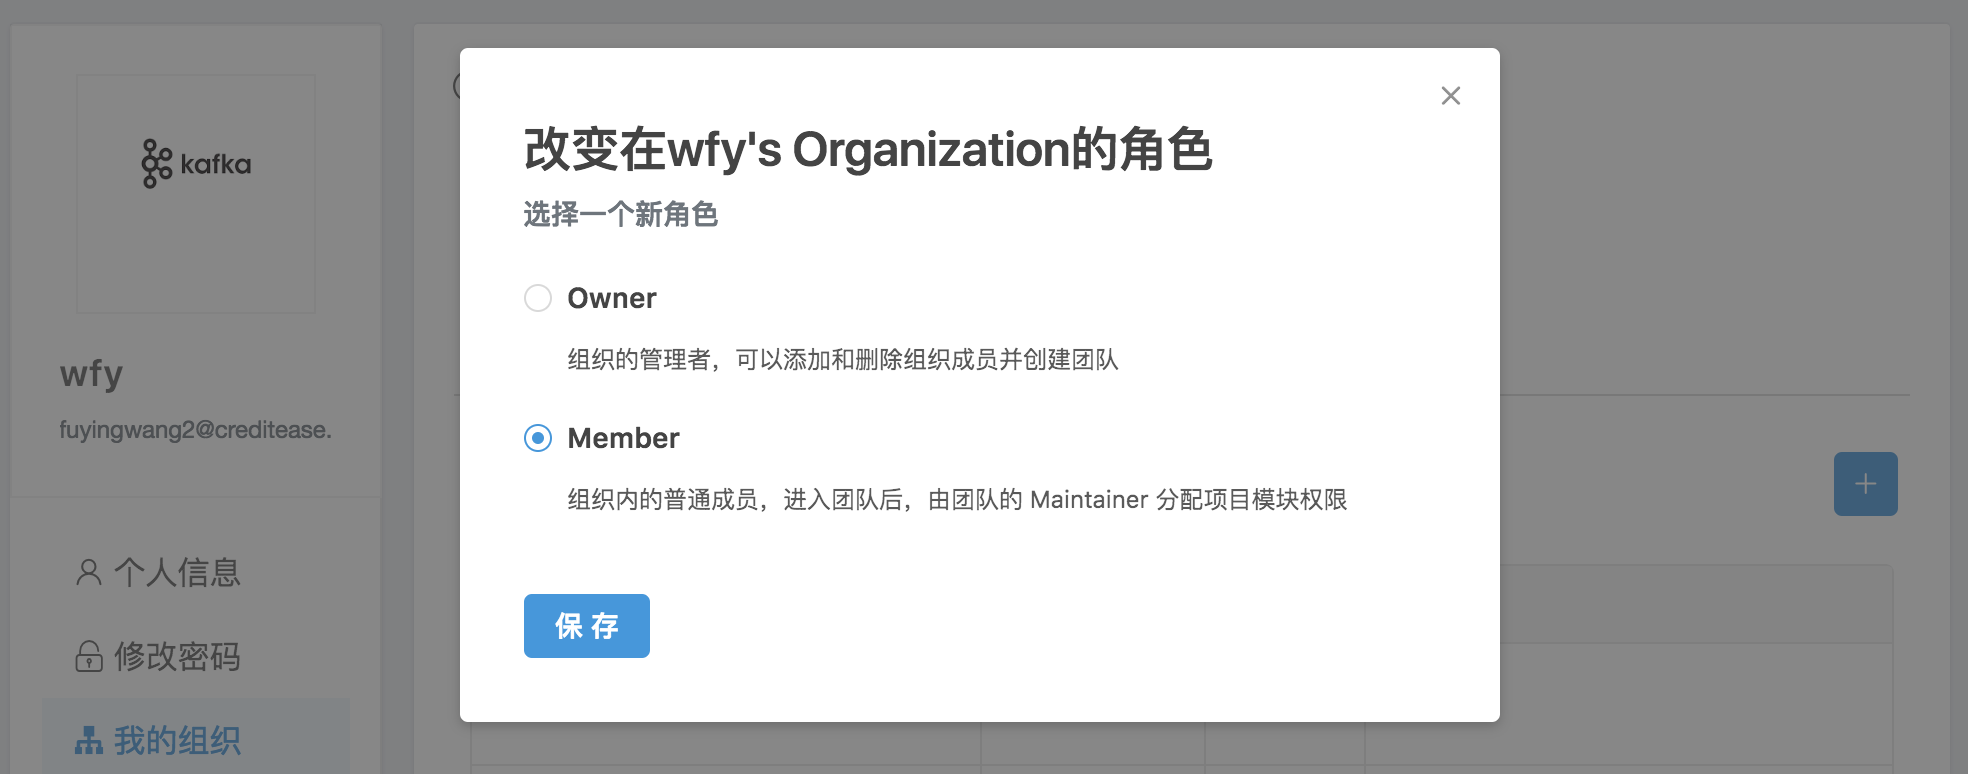 kafka
wfy
fuyingwang2@creditease.
个人信息
修改密码
我的组织
改变在wfy's Organization的角色
选择一个新角色
Owner
组织的管理者，可以添加和删除组织成员并创建团队
Member
组织内的普通成员，进入团队后，由团队的 Maintainer 分配项目模块权限
保 存